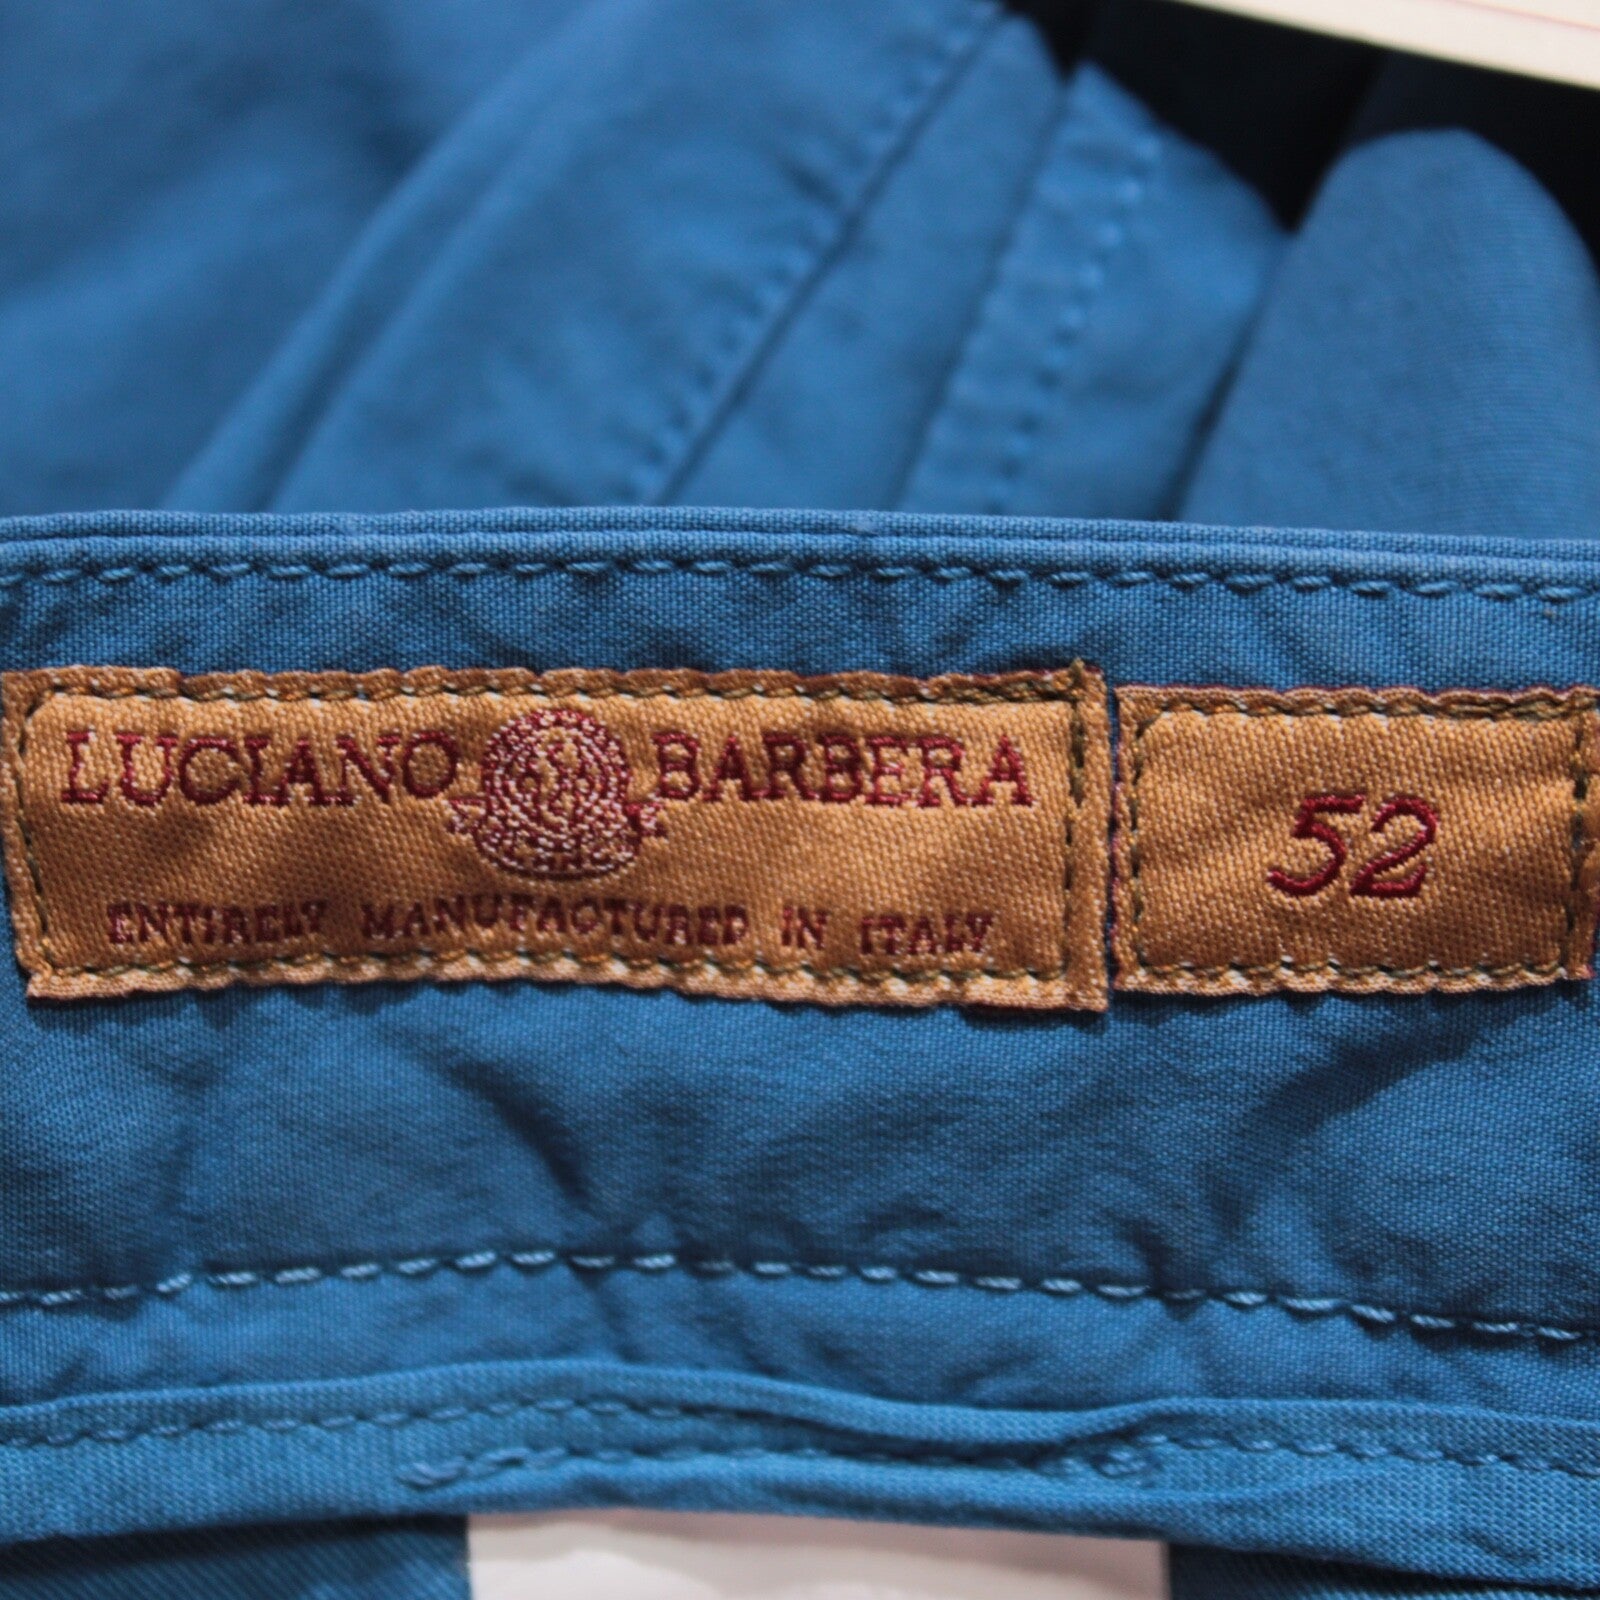 LUCIANO BARBERA
ENTIRELY MANUFACTURED IN ITALY
52